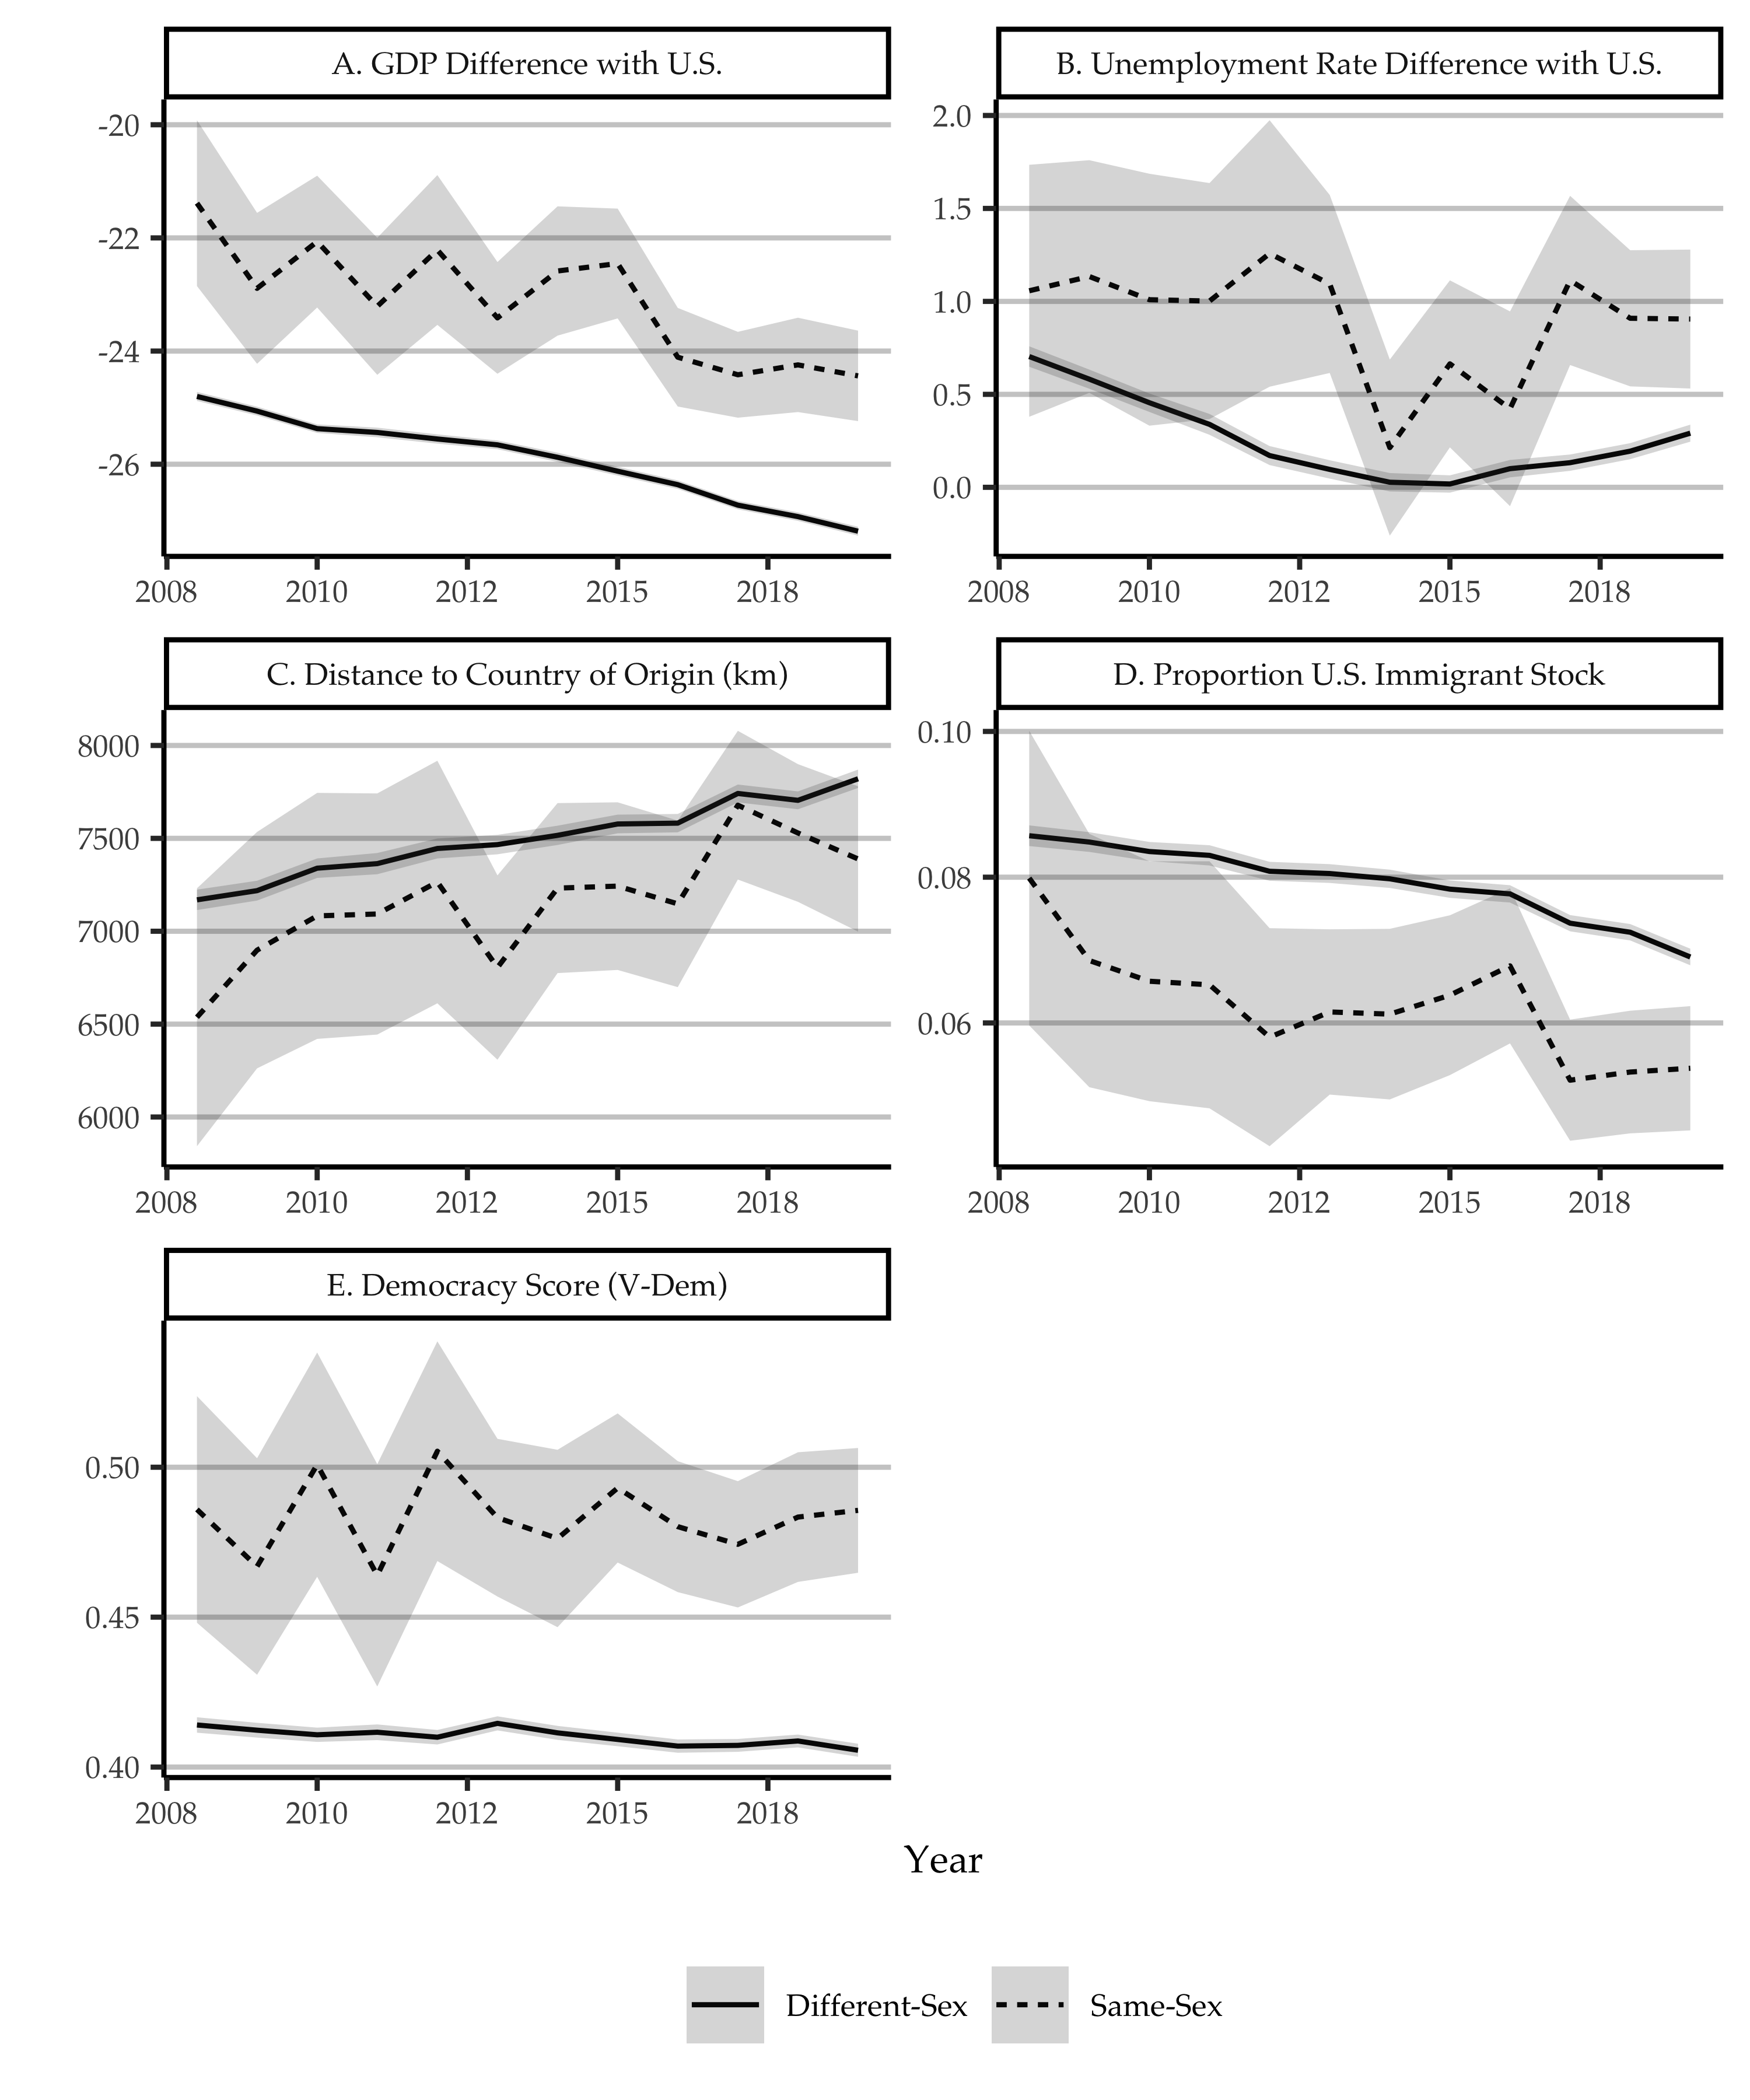 A. GDP Difference with U.S.
-20
-22
-24
-26
2008 2010 2012 2015 2018
B. Unemployment Rate Difference with U.S.
2.0
1.5
1.0
0.5
0.0
2008 2010 2012 2015 2018
C. Distance to Country of Origin (km)
8000
7500
7000
6500
6000
2008 2010 2012 2015 2018
D. Proportion U.S. Immigrant Stock
0.10
0.08
0.06
2008 2010 2012 2015 2018
E. Democracy Score (V-Dem)
0.50
0.45
0.40
2008 2010 2012 2015 2018
Year
Different-Sex Same-Sex